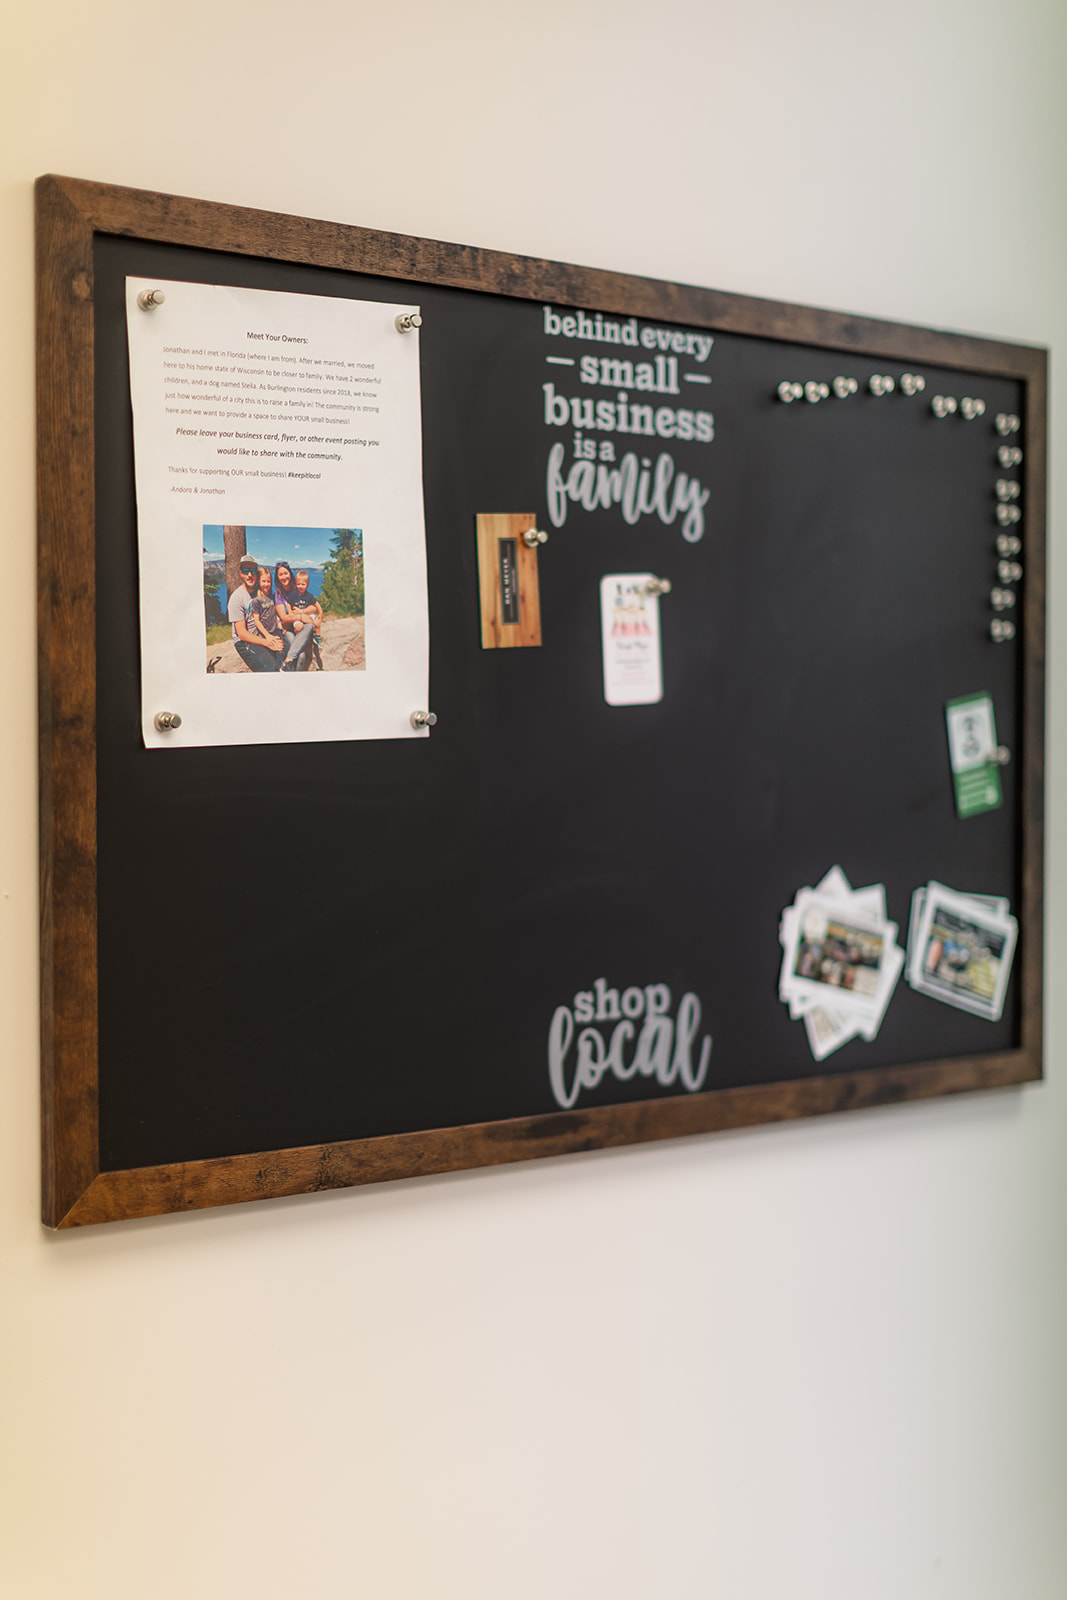 Meet Your Owners:
Jonathan and I met in Florida (where I am from). After we married, we moved
here to his home state of Wisconsin to be closer to family. We have 2 wonderful
children, and a dog named Stella. As Burlington residents since 2018, we know
just how wonderful of a city this is to raise a family in! The community is strong
here and we want to provide a space to share YOUR small business!
Please leave your business card, flyer, or other event posting you
would like to share with the community.
Thanks for supporting OUR small business! #keepitlocal
-Andora & Jonathan
behind every
— small —
business
is a
family
shop
local